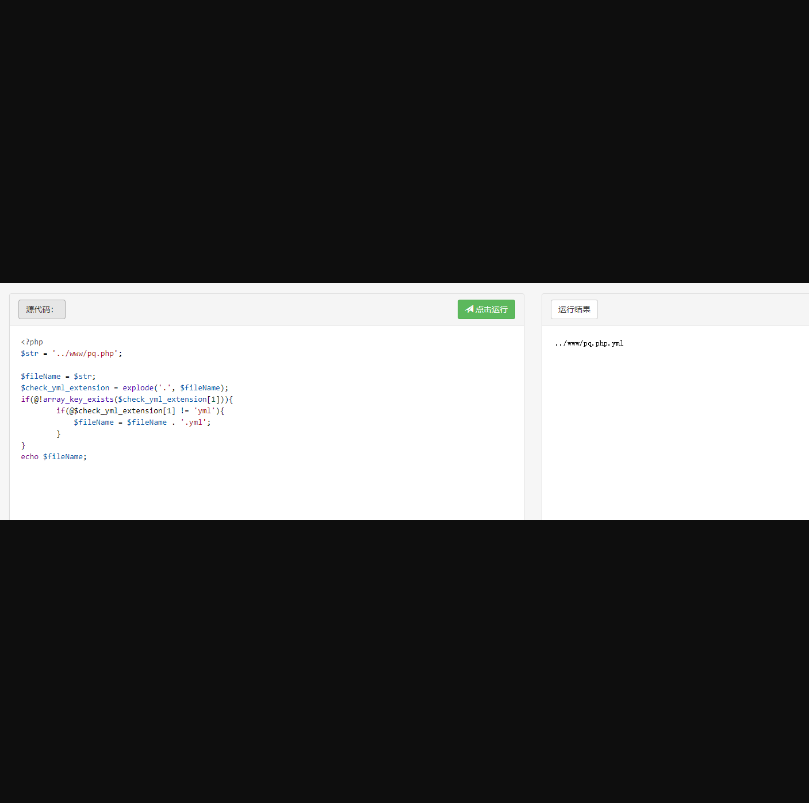 源代码： 点击运行 运行结果
<?php
$str = '../www/pq.php';
$fileName = $str;
$check_yml_extension = explode('.', $fileName);
if(@!array_key_exists($check_yml_extension[1])){
if(@$check_yml_extension[1] != 'yml'){
$fileName = $fileName . '.yml';
}
}
echo $fileName;
../www/pq.php.yml